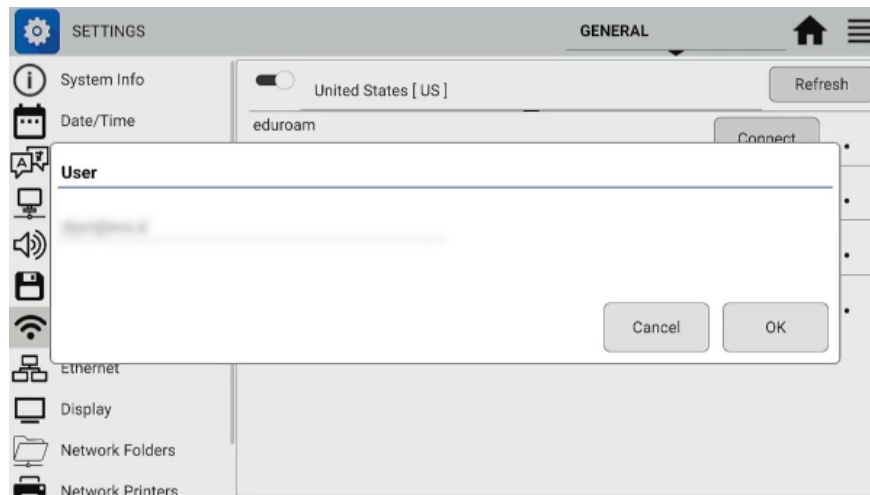 SETTINGS
GENERAL
System Info
United States [ US ]
Refresh
Date/Time
eduroam
Connect
User
Cancel
OK
Ethernet
Display
Network Folders
Network Printers